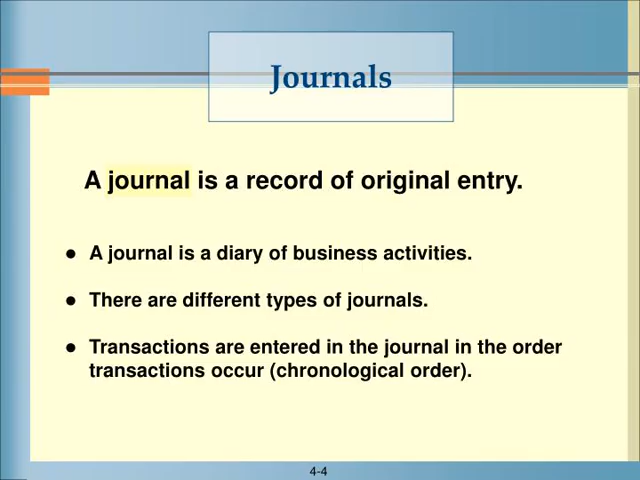 Journals
A journal is a record of original entry.
● A journal is a diary of business activities.
● There are different types of journals.
● Transactions are entered in the journal in the order
transactions occur (chronological order).
4-4